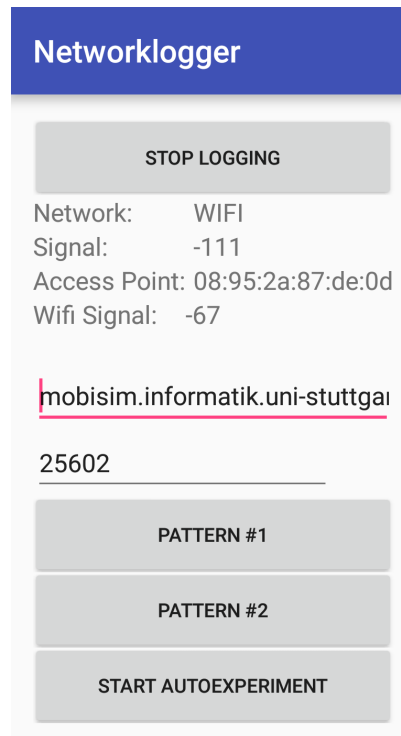 Networklogger
STOP LOGGING
Network: WIFI
Signal: -111
Access Point: 08:95:2a:87:de:0d
Wifi Signal: -67
mobisim.informatik.uni-stuttgar
25602
PATTERN #1
PATTERN #2
START AUTOEXPERIMENT